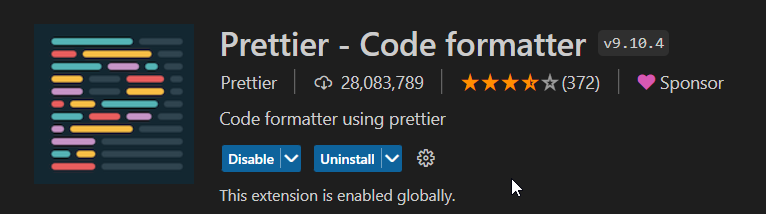 Prettier - Code formatter v9.10.4
Prettier 28,083,789 (372) Sponsor
Code formatter using prettier
Disable Uninstall
This extension is enabled globally.